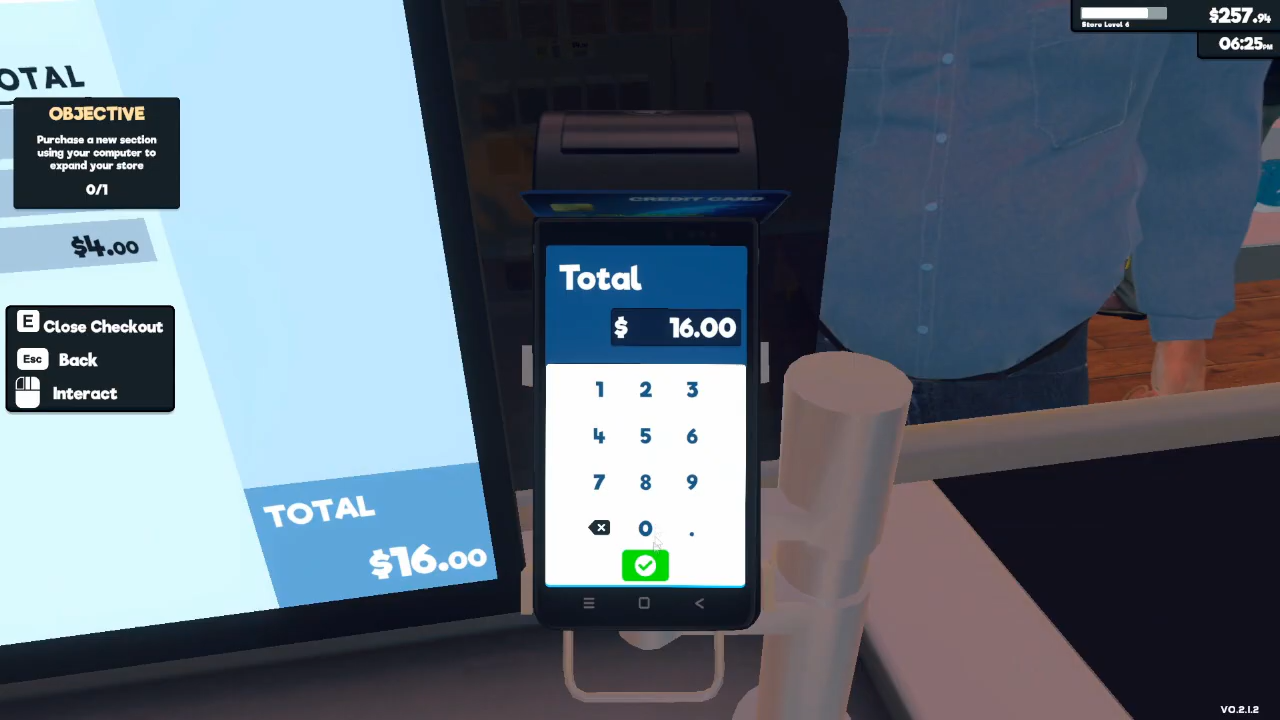 $257.94
Store Level 4
06:25PM
OTAL
OBJECTIVE
Purchase a new section
using your computer to
expand your store
0/1
$4.00
E Close Checkout
Esc Back
Interact
CREDIT CARD
Total
$ 16.00
1 2 3
4 5 6
7 8 9
0 .
TOTAL
$16.00
V0.2.1.2